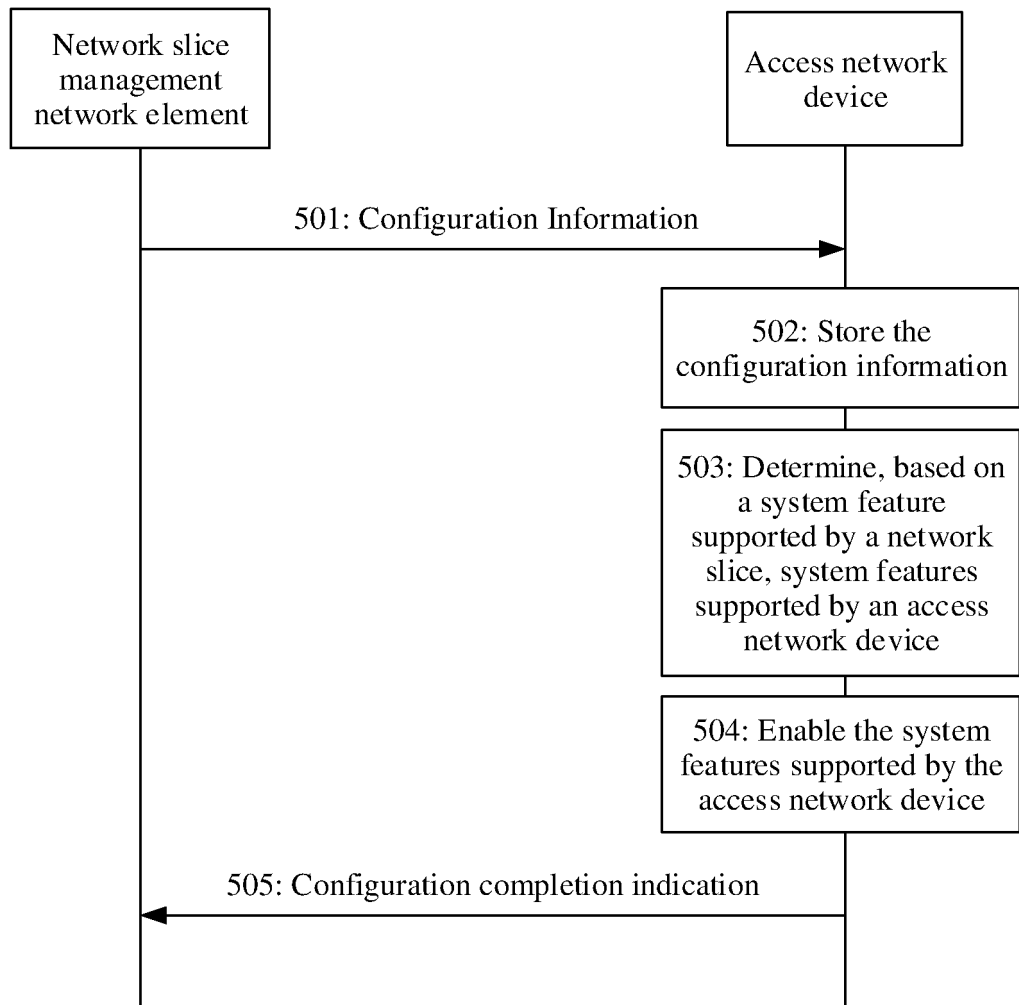 Network slice
management
network element
Access network
device
501: Configuration Information
502: Store the
configuration information
503: Determine, based on
a system feature
supported by a network
slice, system features
supported by an access
network device
504: Enable the system
features supported by the
access network device
505: Configuration completion indication